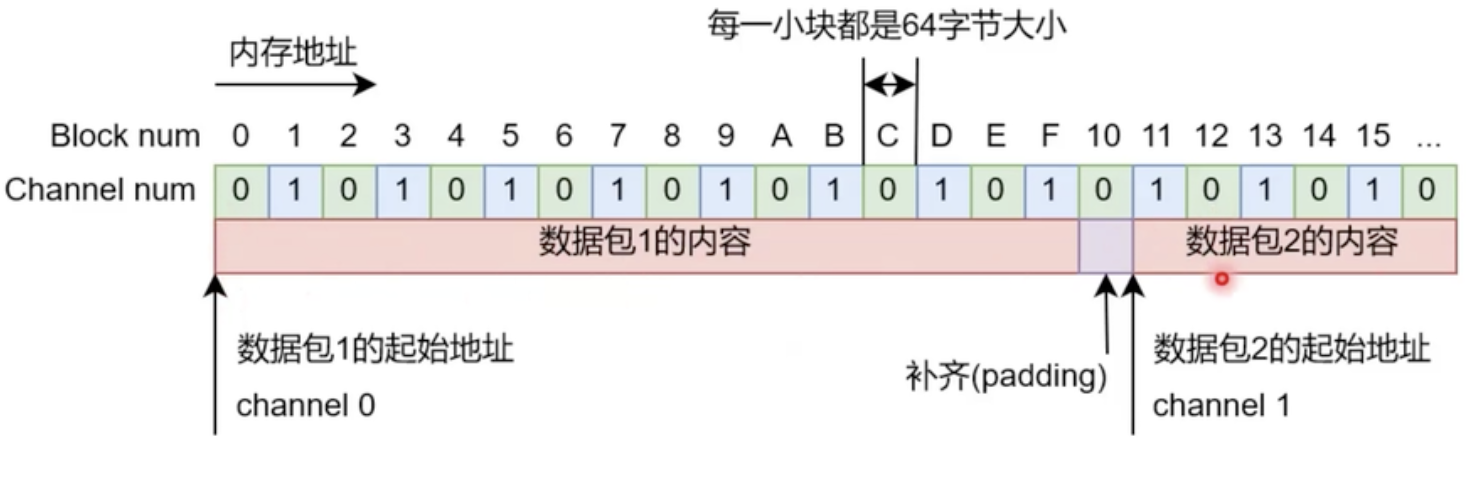 每一小块都是64字节大小
内存地址
Block num 0 1 2 3 4 5 6 7 8 9 A B C D E F 10 11 12 13 14 15 ...
Channel num 0 1 0 1 0 1 0 1 0 1 0 1 0 1 0 1 0 1 0 1 0 1 0
数据包1的内容 数据包2的内容
数据包1的起始地址
channel 0
补齐(padding)
数据包2的起始地址
channel 1